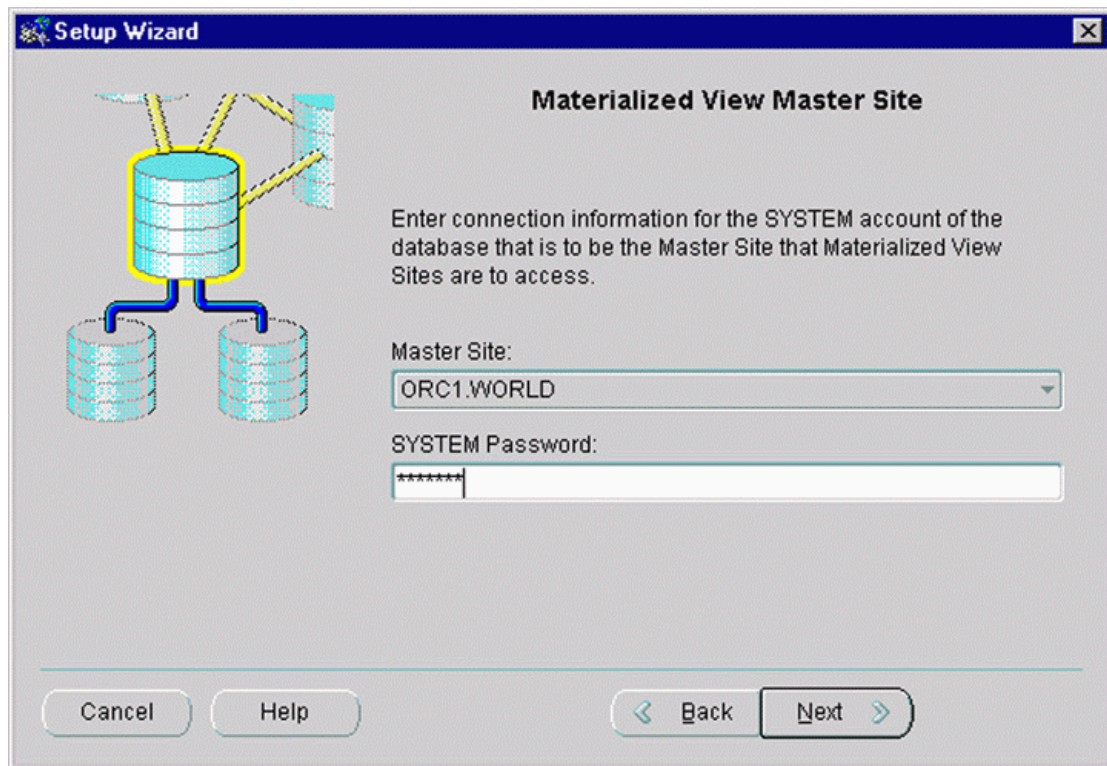 Setup Wizard
Materialized View Master Site
Enter connection information for the SYSTEM account of the
database that is to be the Master Site that Materialized View
Sites are to access.
Master Site:
ORC1.WORLD
SYSTEM Password:
*******
Cancel
Help
Back
Next